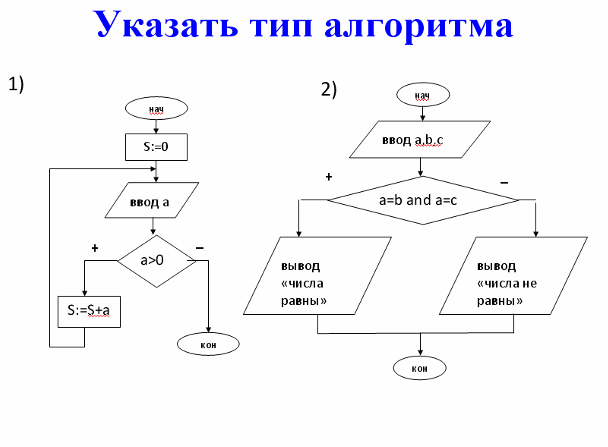 Указать тип алгоритма
1)
нач
S:=0
ввод а
+
–
a>0
S:=S+a
кон
2)
нач
ввод a,b,c
+
–
a=b and a=c
вывод
«числа
равны»
вывод
«числа не
равны»
кон